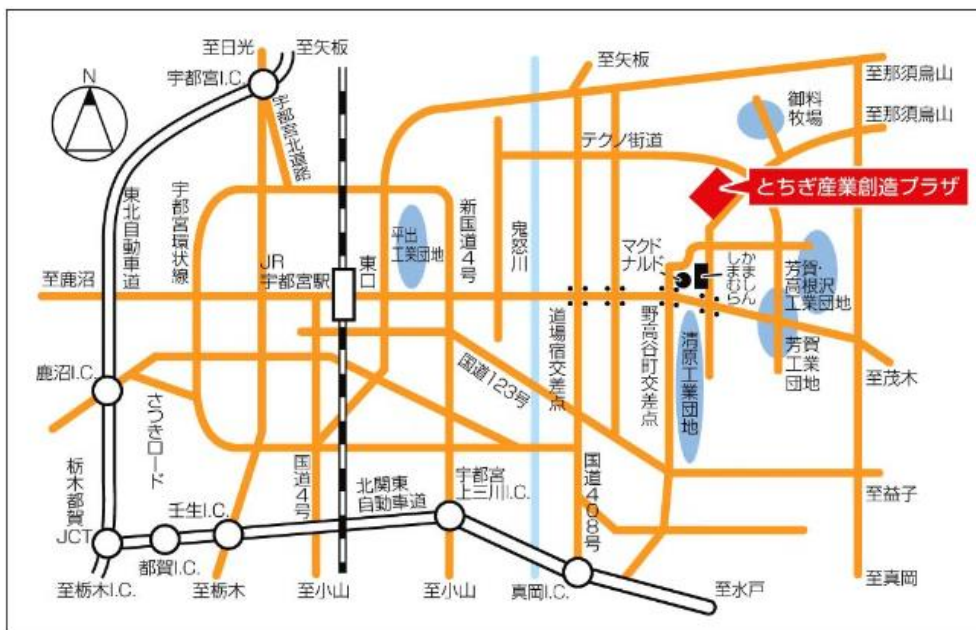 至日光
至矢板
宇都宮I.C.
N
宇都宮北道路
東北自動車道
宇都宮環状線
至鹿沼
JR
宇都宮駅
東口
平出
工業団地
新国道4号
鬼怒川
至矢板
テクノ街道
御料
牧場
至那須烏山
至那須烏山
とちぎ産業創造プラザ
マクド
ナルド
かましん
しまむら
芳賀・
高根沢
工業団地
芳賀
工業
団地
道場宿交差点
野高谷町交差点
清原工業団地
至茂木
国道123号
鹿沼I.C.
さつきロード
栃木都賀
JCT
壬生I.C.
都賀I.C.
国道4号
北関東
自動車道
宇都宮
上三川I.C.
国道408号
至益子
至栃木I.C.
至栃木
至小山
至小山
真岡I.C.
至水戸
至真岡